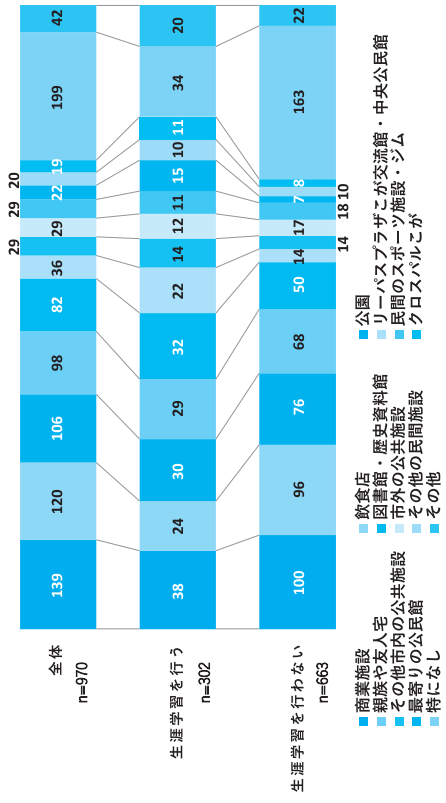 全体
n=970
139 120 106 98 82 36 29 29 29 22 20 19 199 42
生涯学習を行う
n=302
38 24 30 29 32 22 14 12 11 15 10 11 34 20
生涯学習を行わない
n=663
100 96 76 68 50 14 14 17 18 7 10 8 163 22
商業施設 飲食店 公園
親族や友人宅 図書館・歴史資料館 リーパスプラザこが交流館・中央公民館
その他市内の公共施設 市外の公共施設 民間のスポーツ施設・ジム
最寄りの公民館 その他の民間施設 クロスパルこが
特になし その他